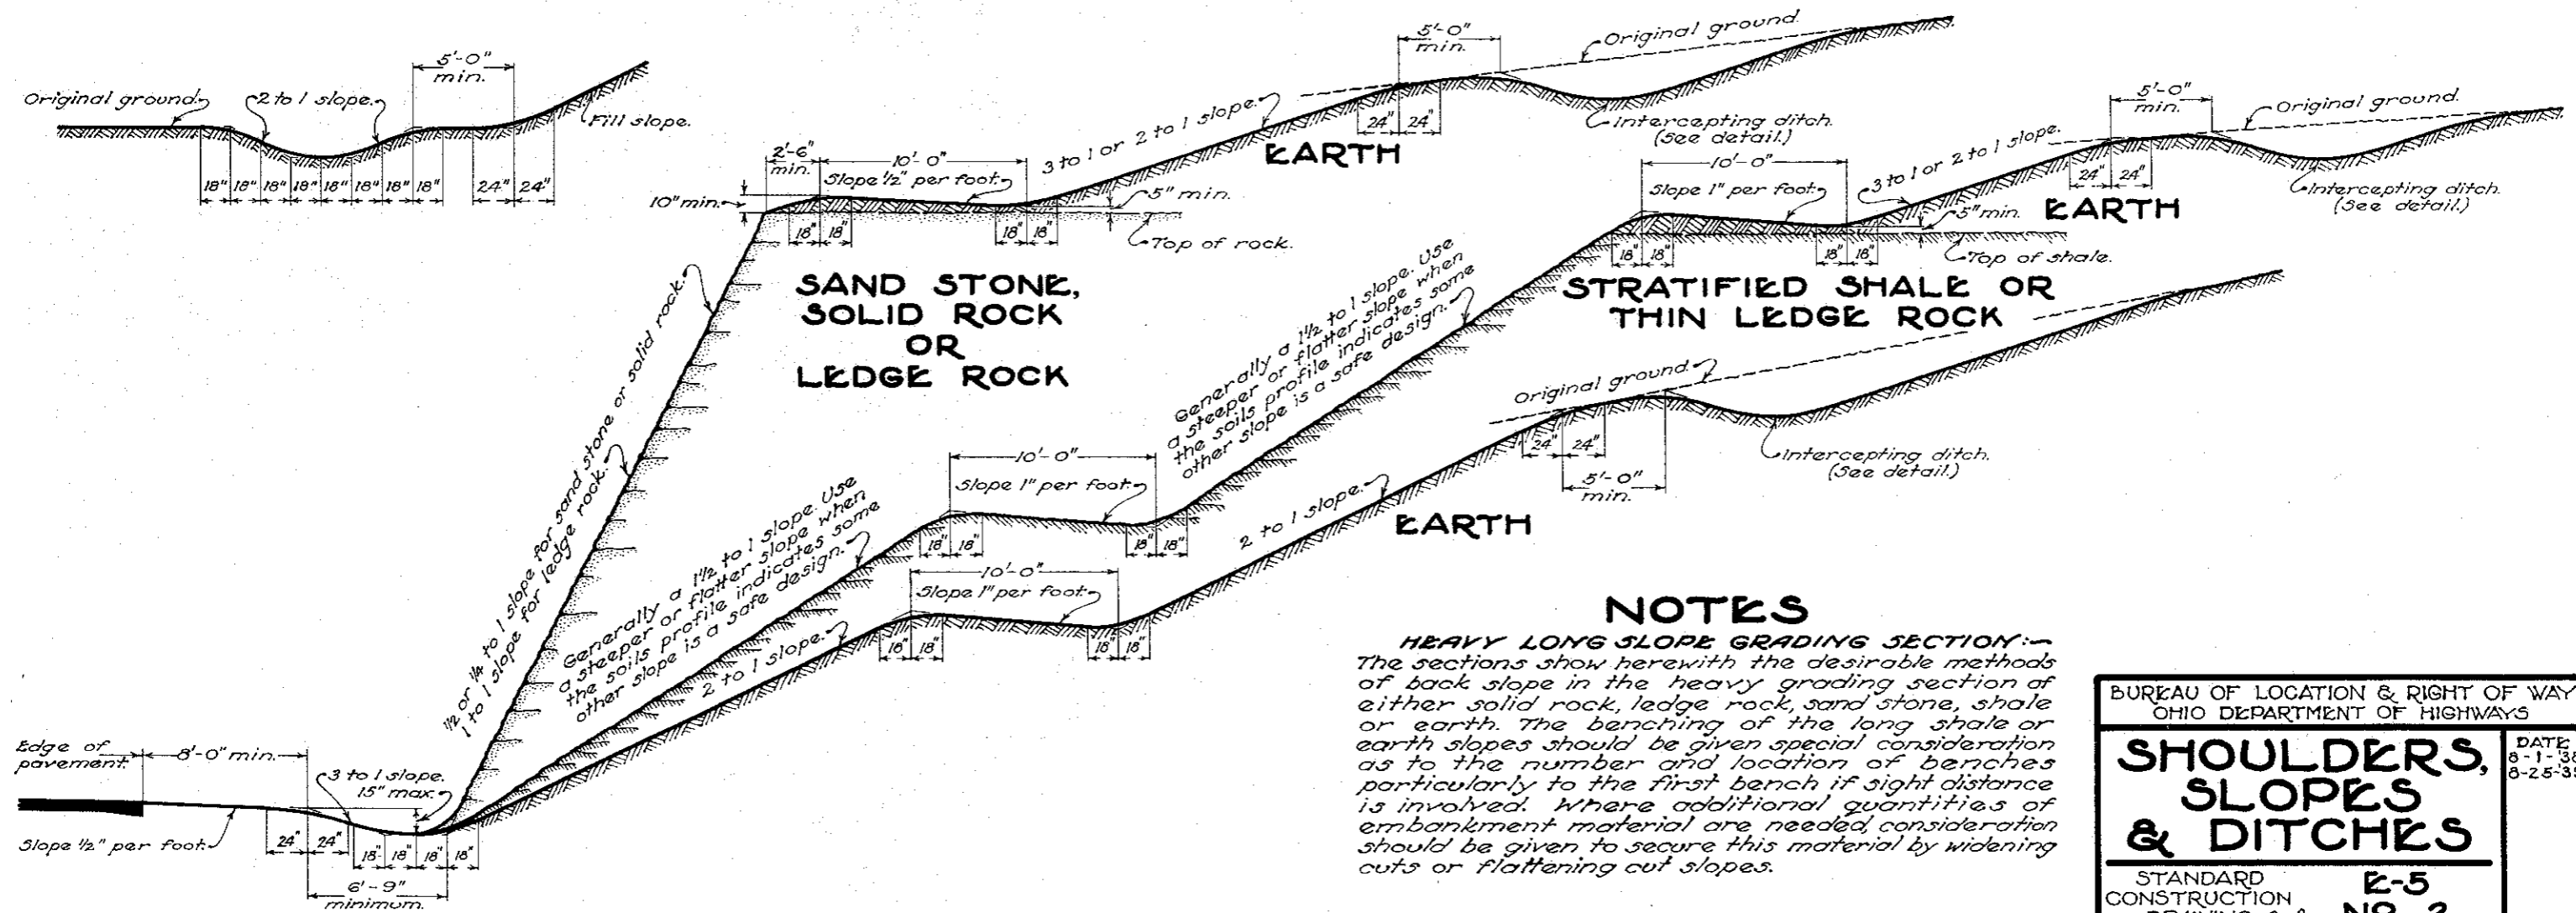 5'-0"
min.
Original ground.
2 to 1 slope.
Fill slope.
18" 18" 18" 18" 18" 18" 18" 18" 24" 24"
5'-0"
min.
Original ground.
Intercepting ditch.
(See detail.)
3 to 1 or 2 to 1 slope.
24" 24"
EARTH
2'-6"
min.
10'-0"
Slope 1/2" per foot.
10" min.
5" min.
18" 18" 18" 18"
Top of rock.
SAND STONE,
SOLID ROCK
OR
LEDGE ROCK
1/2 or 1/4 to 1 slope for sand stone or solid rock.
1 to 1 slope for ledge rock.
5'-0"
min.
Original ground.
10'-0"
Slope 1" per foot.
3 to 1 or 2 to 1 slope.
24" 24"
Intercepting ditch.
(See detail.)
5" min.
EARTH
18" 18" 18" 18"
Top of shale.
STRATIFIED SHALE OR
THIN LEDGE ROCK
Generally a 1 1/2 to 1 slope. Use
a steeper or flatter slope when
the soils profile indicates some
other slope is a safe design.
Original ground.
24" 24"
5'-0"
min.
Intercepting ditch.
(See detail.)
2 to 1 slope.
EARTH
10'-0"
Slope 1" per foot.
18" 18" 18" 18"
Generally a 1 1/2 to 1 slope. Use
a steeper or flatter slope when
the soils profile indicates some
other slope is a safe design.
10'-0"
Slope 1" per foot.
18" 18" 18" 18"
2 to 1 slope.
Edge of
pavement.
8'-0" min.
3 to 1 slope.
15" max.
Slope 1/2" per foot.
24" 24" 18" 18" 18" 18"
6'-9"
minimum.
NOTES
HEAVY LONG SLOPE GRADING SECTION:-
The sections show herewith the desirable methods
of back slope in the heavy grading section of
either solid rock, ledge rock, sand stone, shale
or earth. The benching of the long shale or
earth slopes should be given special consideration
as to the number and location of benches
particularly to the first bench if sight distance
is involved. Where additional quantities of
embankment material are needed, consideration
should be given to secure this material by widening
cuts or flattening cut slopes.
BUREAU OF LOCATION & RIGHT OF WAY
OHIO DEPARTMENT OF HIGHWAYS
SHOULDERS,
SLOPES
& DITCHES
DATE
8-1-'38
STANDARD
CONSTRUCTION
E-5